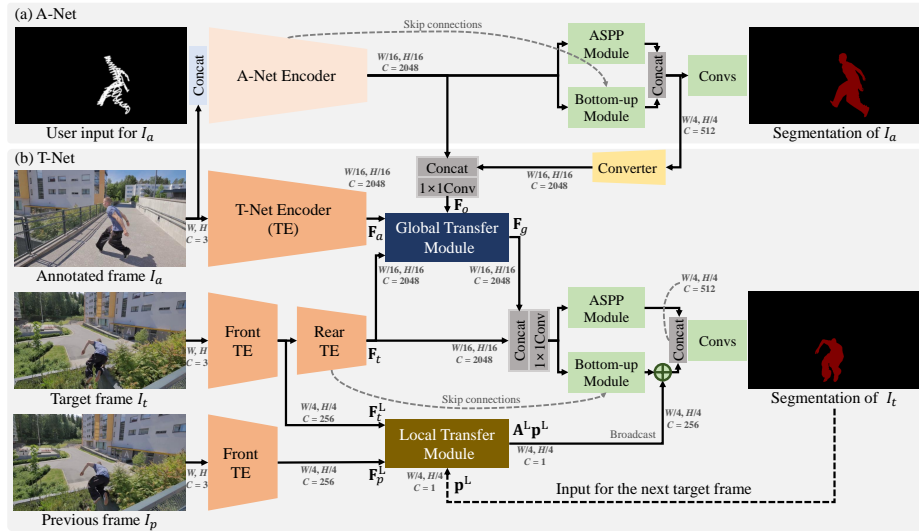 (a) A-Net
Skip connections
Concat
A-Net Encoder
W/16, H/16
C = 2048
ASPP
Module
Bottom-up
Module
Concat
Convs
W/4, H/4
C = 512
User input for I_a
Segmentation of I_a
(b) T-Net
W/16, H/16
C = 2048
Concat
1×1Conv
W/16, H/16
C = 2048
Converter
W, H
C = 3
T-Net Encoder
(TE)
F_a
F_o
Global Transfer
Module
F_g
Annotated frame I_a
W/16, H/16
C = 2048
W/16, H/16
C = 2048
W/4, H/4
C = 512
W, H
C = 3
Front
TE
Rear
TE
F_t
W/16, H/16
C = 2048
Concat
1×1Conv
ASPP
Module
Bottom-up
Module
Concat
Convs
Target frame I_t
Skip connections
Segmentation of I_t
W/4, H/4
C = 256
F_t^L
W/4, H/4
C = 256
W, H
C = 3
Front
TE
W/4, H/4
C = 256
F_p^L
Local Transfer
Module
A^L p^L
W/4, H/4
C = 1
Broadcast
W/4, H/4
C = 1
p^L
Input for the next target frame
Previous frame I_p